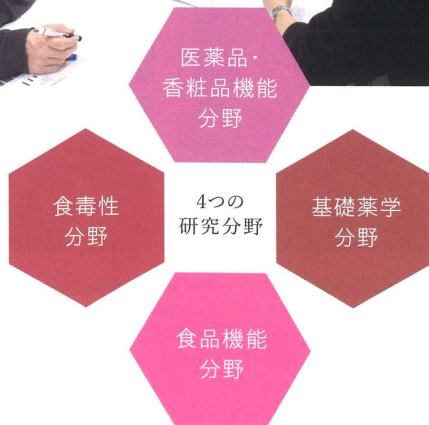 医薬品・
香粧品機能
分野
食毒性
分野
4つの
研究分野
基礎薬学
分野
食品機能
分野